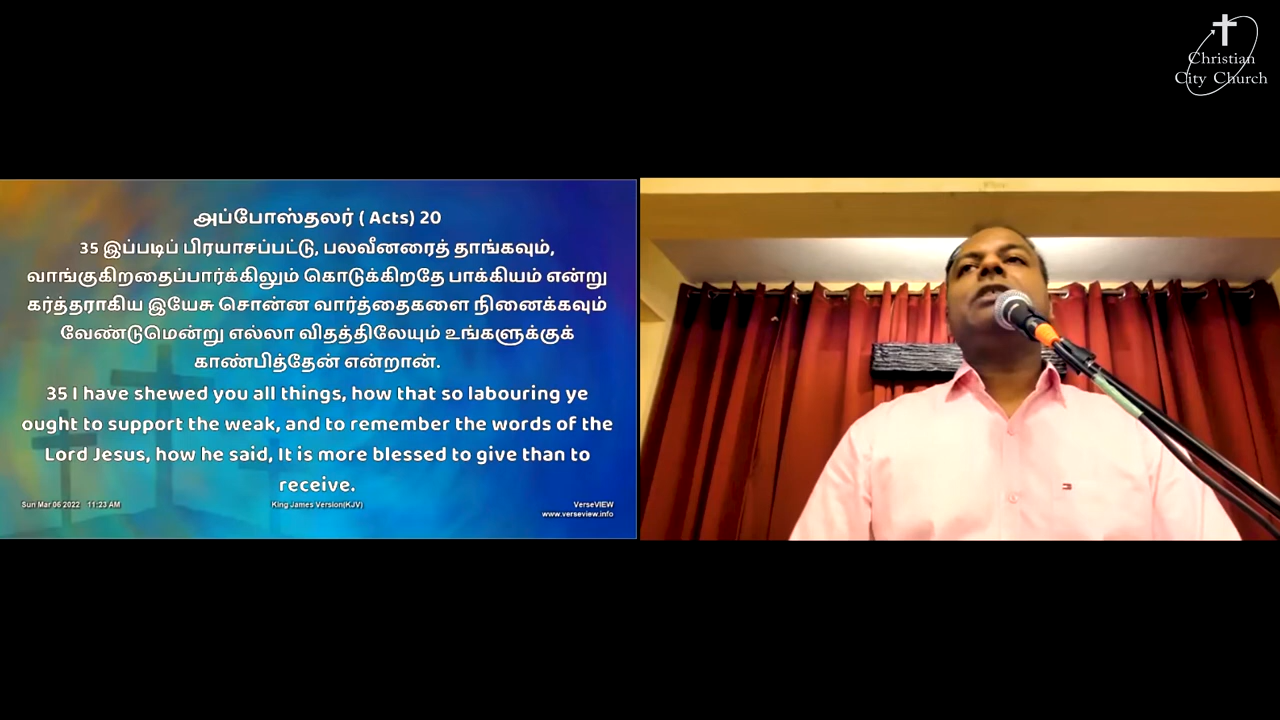 Christian
City Church
அப்போஸ்தலர் ( Acts) 20
35 இப்படிப் பிரயாசப்பட்டு, பலவீனரைத் தாங்கவும்,
வாங்குகிறதைப்பார்க்கிலும் கொடுக்கிறதே பாக்கியம் என்று
கர்த்தராகிய இயேசு சொன்ன வார்த்தைகளை நினைக்கவும்
வேண்டுமென்று எல்லா விதத்திலேயும் உங்களுக்குக்
காண்பித்தேன் என்றான்.
35 I have shewed you all things, how that so labouring ye
ought to support the weak, and to remember the words of the
Lord Jesus, how he said, It is more blessed to give than to
receive.
Sun Mar 06 2022 11:23 AM King James Version(KJV) VerseVIEW
www.verseview.info